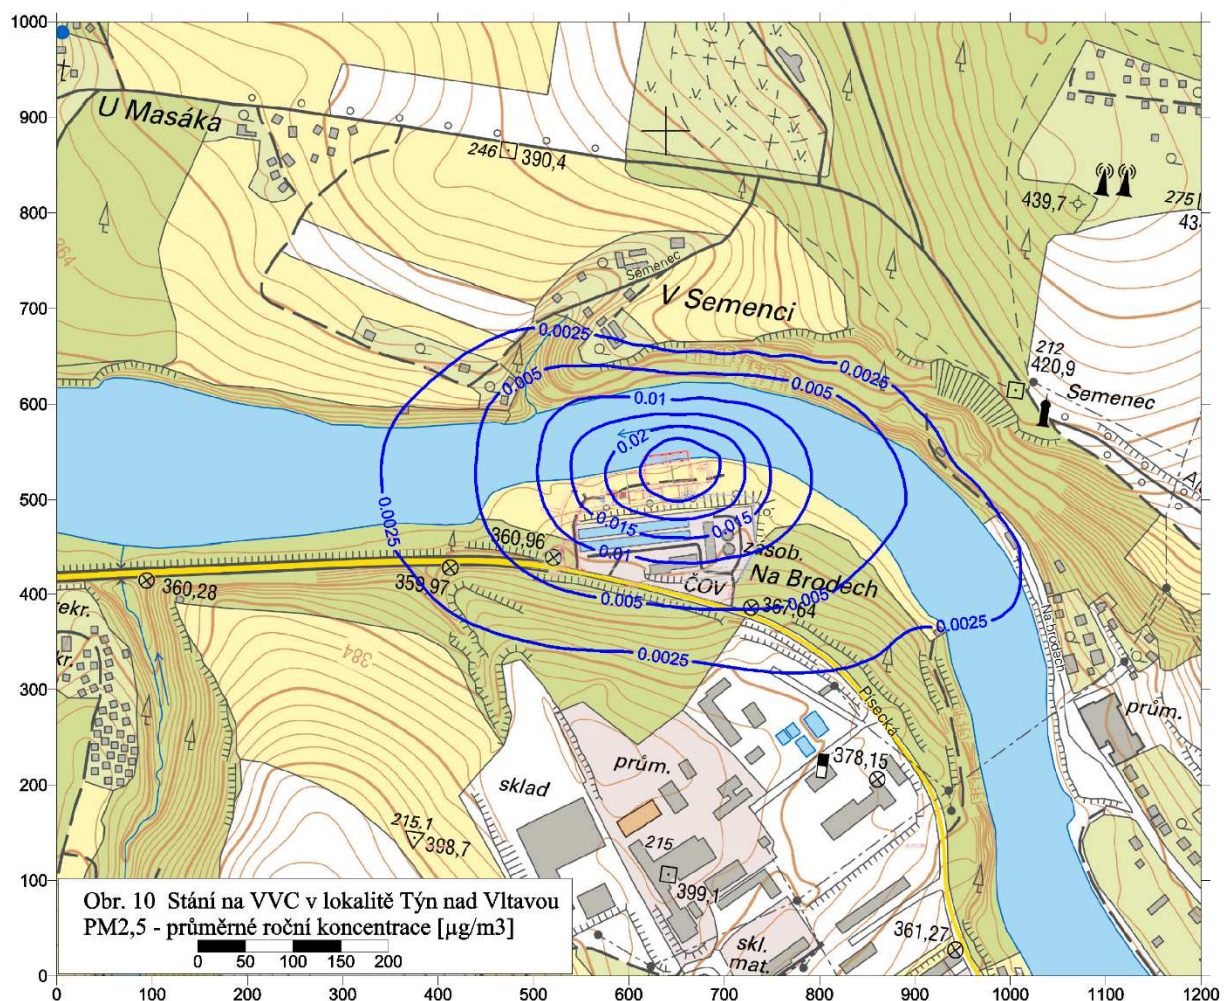 1000
900
800
700
600
500
400
300
200
100
0
0 100 200 300 400 500 600 700 800 900 1000 1100 1200
U Masáka
246 390,4
439,7
275
364
Semenec
V Semenci
212
420,9
Semenec
0.0025
0.0025
0.005
0.005
0.01
0.02
0.0025
0.015
0.015
0.01
360,96
zásob.
Na Brodech
ČOV
360,28
359,97
0.005
0.005
367,64
0.0025
0.0025
384
Na brodech
Písecká
prům.
prům.
sklad
378,15
215.1
398,7
215
399,1
skl.
mat.
361,27
Obr. 10 Stání na VVC v lokalitě Týn nad Vltavou
PM2,5 - průměrné roční koncentrace [µg/m3]
0 50 100 150 200